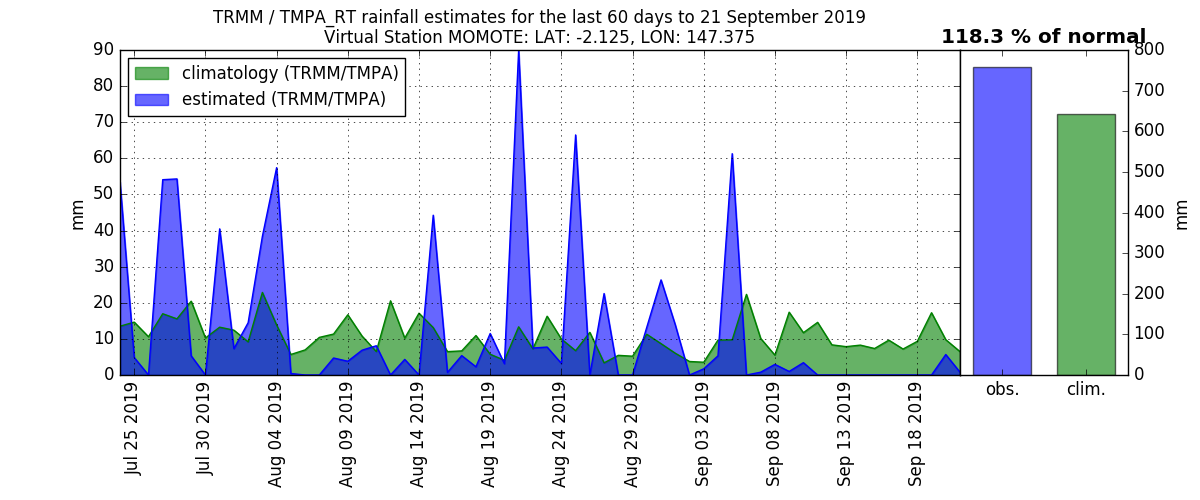 TRMM / TMPA_RT rainfall estimates for the last 60 days to 21 September 2019
Virtual Station MOMOTE: LAT: -2.125, LON: 147.375
118.3 % of normal
climatology (TRMM/TMPA)
estimated (TRMM/TMPA)
90
80
70
60
50
40
30
20
10
0
mm
Jul 25 2019
Jul 30 2019
Aug 04 2019
Aug 09 2019
Aug 14 2019
Aug 19 2019
Aug 24 2019
Aug 29 2019
Sep 03 2019
Sep 08 2019
Sep 13 2019
Sep 18 2019
obs.
clim.
800
700
600
500
400
300
200
100
0
mm